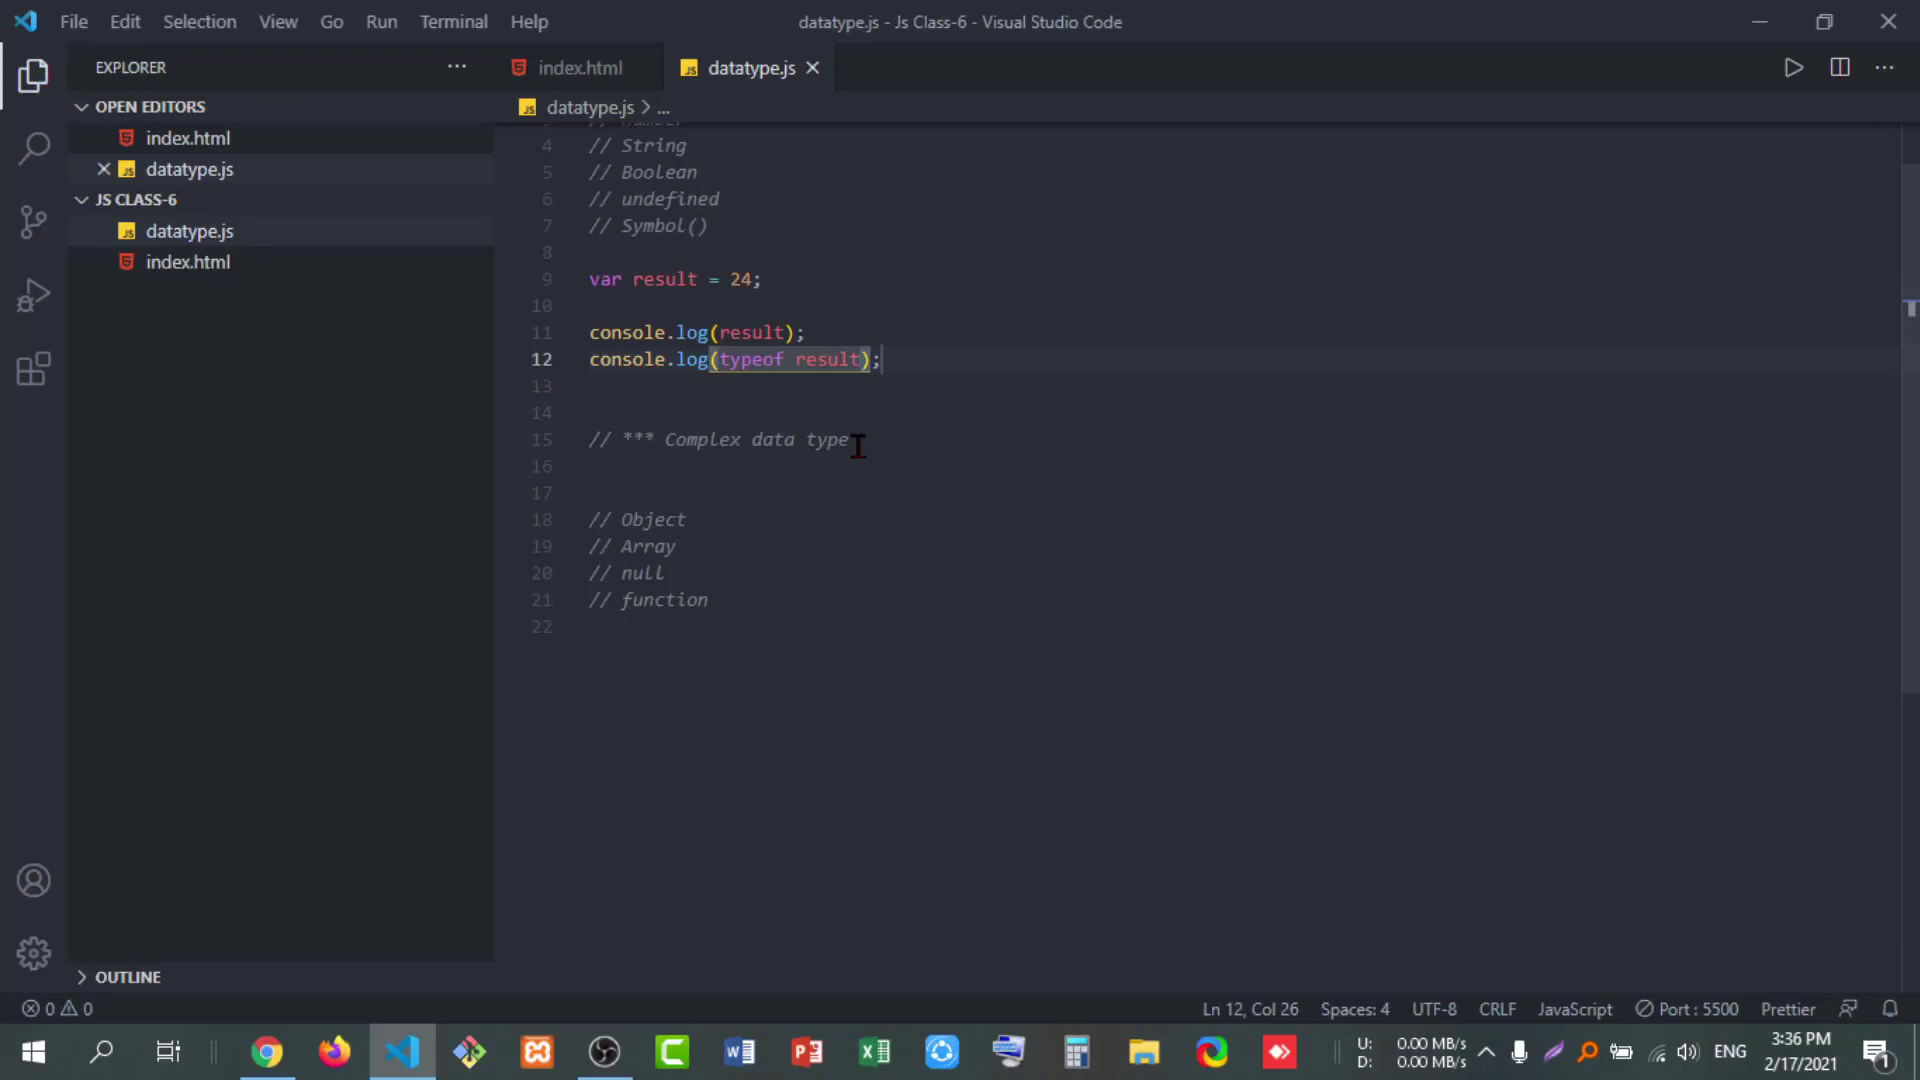 File Edit Selection View Go Run Terminal Help
datatype.js - Js Class-6 - Visual Studio Code
EXPLORER
index.html
datatype.js
OPEN EDITORS
datatype.js > ...
index.html
datatype.js
JS CLASS-6
datatype.js
index.html
4 // String
5 // Boolean
6 // undefined
7 // Symbol()
8
9 var result = 24;
10
11 console.log(result);
12 console.log(typeof result);
13
14
15 // *** Complex data type
16
17
18 // Object
19 // Array
20 // null
21 // function
22
OUTLINE
0 0
Ln 12, Col 26 Spaces: 4 UTF-8 CRLF JavaScript Port : 5500 Prettier
U: 0.00 MB/s
D: 0.00 MB/s
ENG
3:36 PM
2/17/2021
1